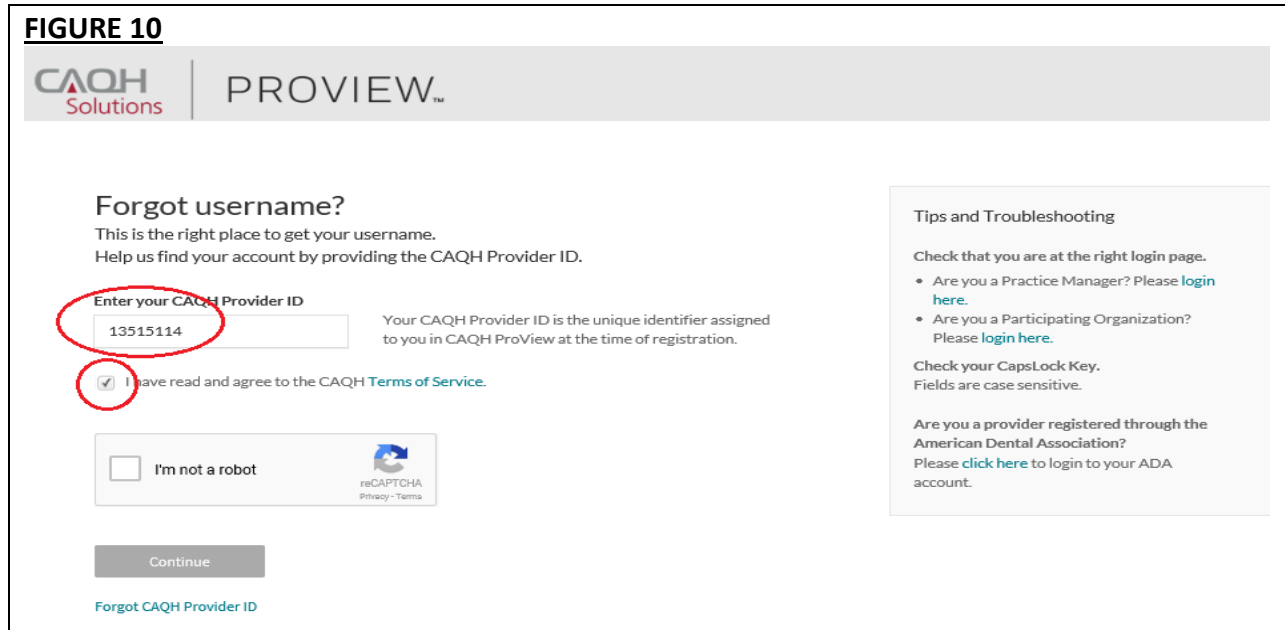 FIGURE 10
CAQH
Solutions
PROVIEW™
Forgot username?
This is the right place to get your username.
Help us find your account by providing the CAQH Provider ID.
Enter your CAQH Provider ID
13515114
Your CAQH Provider ID is the unique identifier assigned
to you in CAQH ProView at the time of registration.
I have read and agree to the CAQH Terms of Service.
I'm not a robot
reCAPTCHA
Privacy - Terms
Continue
Forgot CAQH Provider ID
Tips and Troubleshooting
Check that you are at the right login page.
• Are you a Practice Manager? Please login
here.
• Are you a Participating Organization?
Please login here.
Check your CapsLock Key.
Fields are case sensitive.
Are you a provider registered through the
American Dental Association?
Please click here to login to your ADA
account.